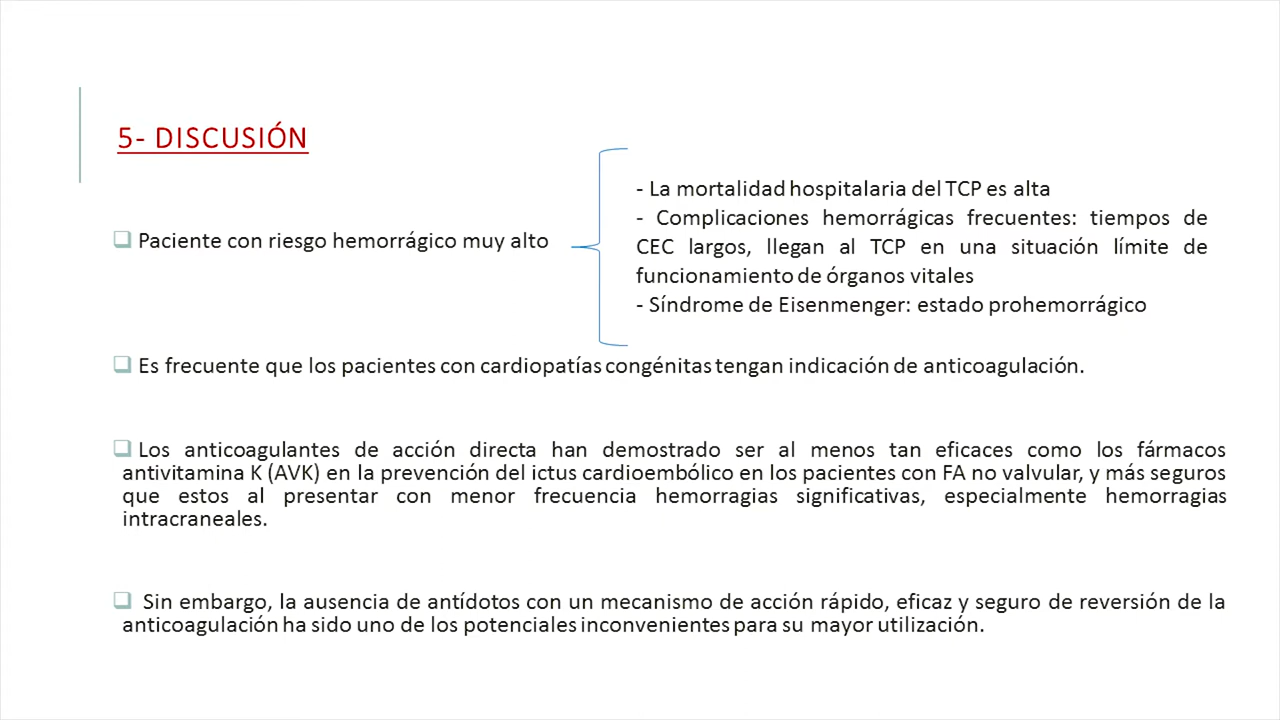 5- DISCUSIÓN
❑ Paciente con riesgo hemorrágico muy alto
- La mortalidad hospitalaria del TCP es alta
- Complicaciones hemorrágicas frecuentes: tiempos de
CEC largos, llegan al TCP en una situación límite de
funcionamiento de órganos vitales
- Síndrome de Eisenmenger: estado prohemorrágico
❑ Es frecuente que los pacientes con cardiopatías congénitas tengan indicación de anticoagulación.
❑ Los anticoagulantes de acción directa han demostrado ser al menos tan eficaces como los fármacos
antivitamina K (AVK) en la prevención del ictus cardioembólico en los pacientes con FA no valvular, y más seguros
que estos al presentar con menor frecuencia hemorragias significativas, especialmente hemorragias
intracraneales.
❑ Sin embargo, la ausencia de antídotos con un mecanismo de acción rápido, eficaz y seguro de reversión de la
anticoagulación ha sido uno de los potenciales inconvenientes para su mayor utilización.